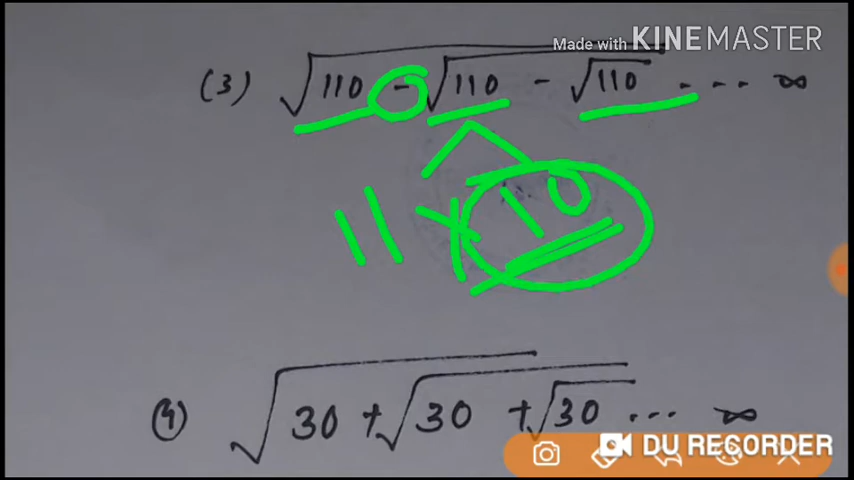 Made with KINEMASTER
(3) √110 - √110 - √110 ... ∞
11 x 10
(4) √30 + √30 + √30 ... ∞
DU RECORDER